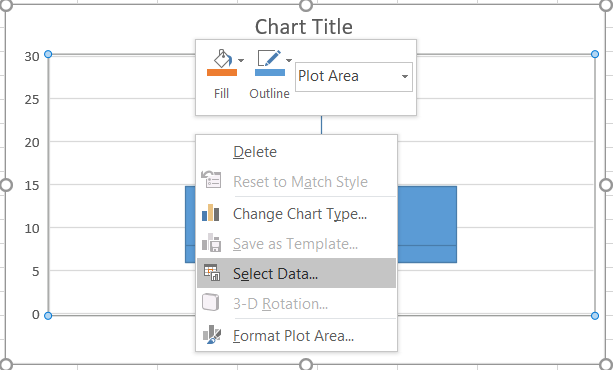 Chart Title
30
25
20
15
10
5
0
Fill
Outline
Plot Area
Delete
Reset to Match Style
Change Chart Type...
Save as Template...
Select Data...
3-D Rotation...
Format Plot Area...